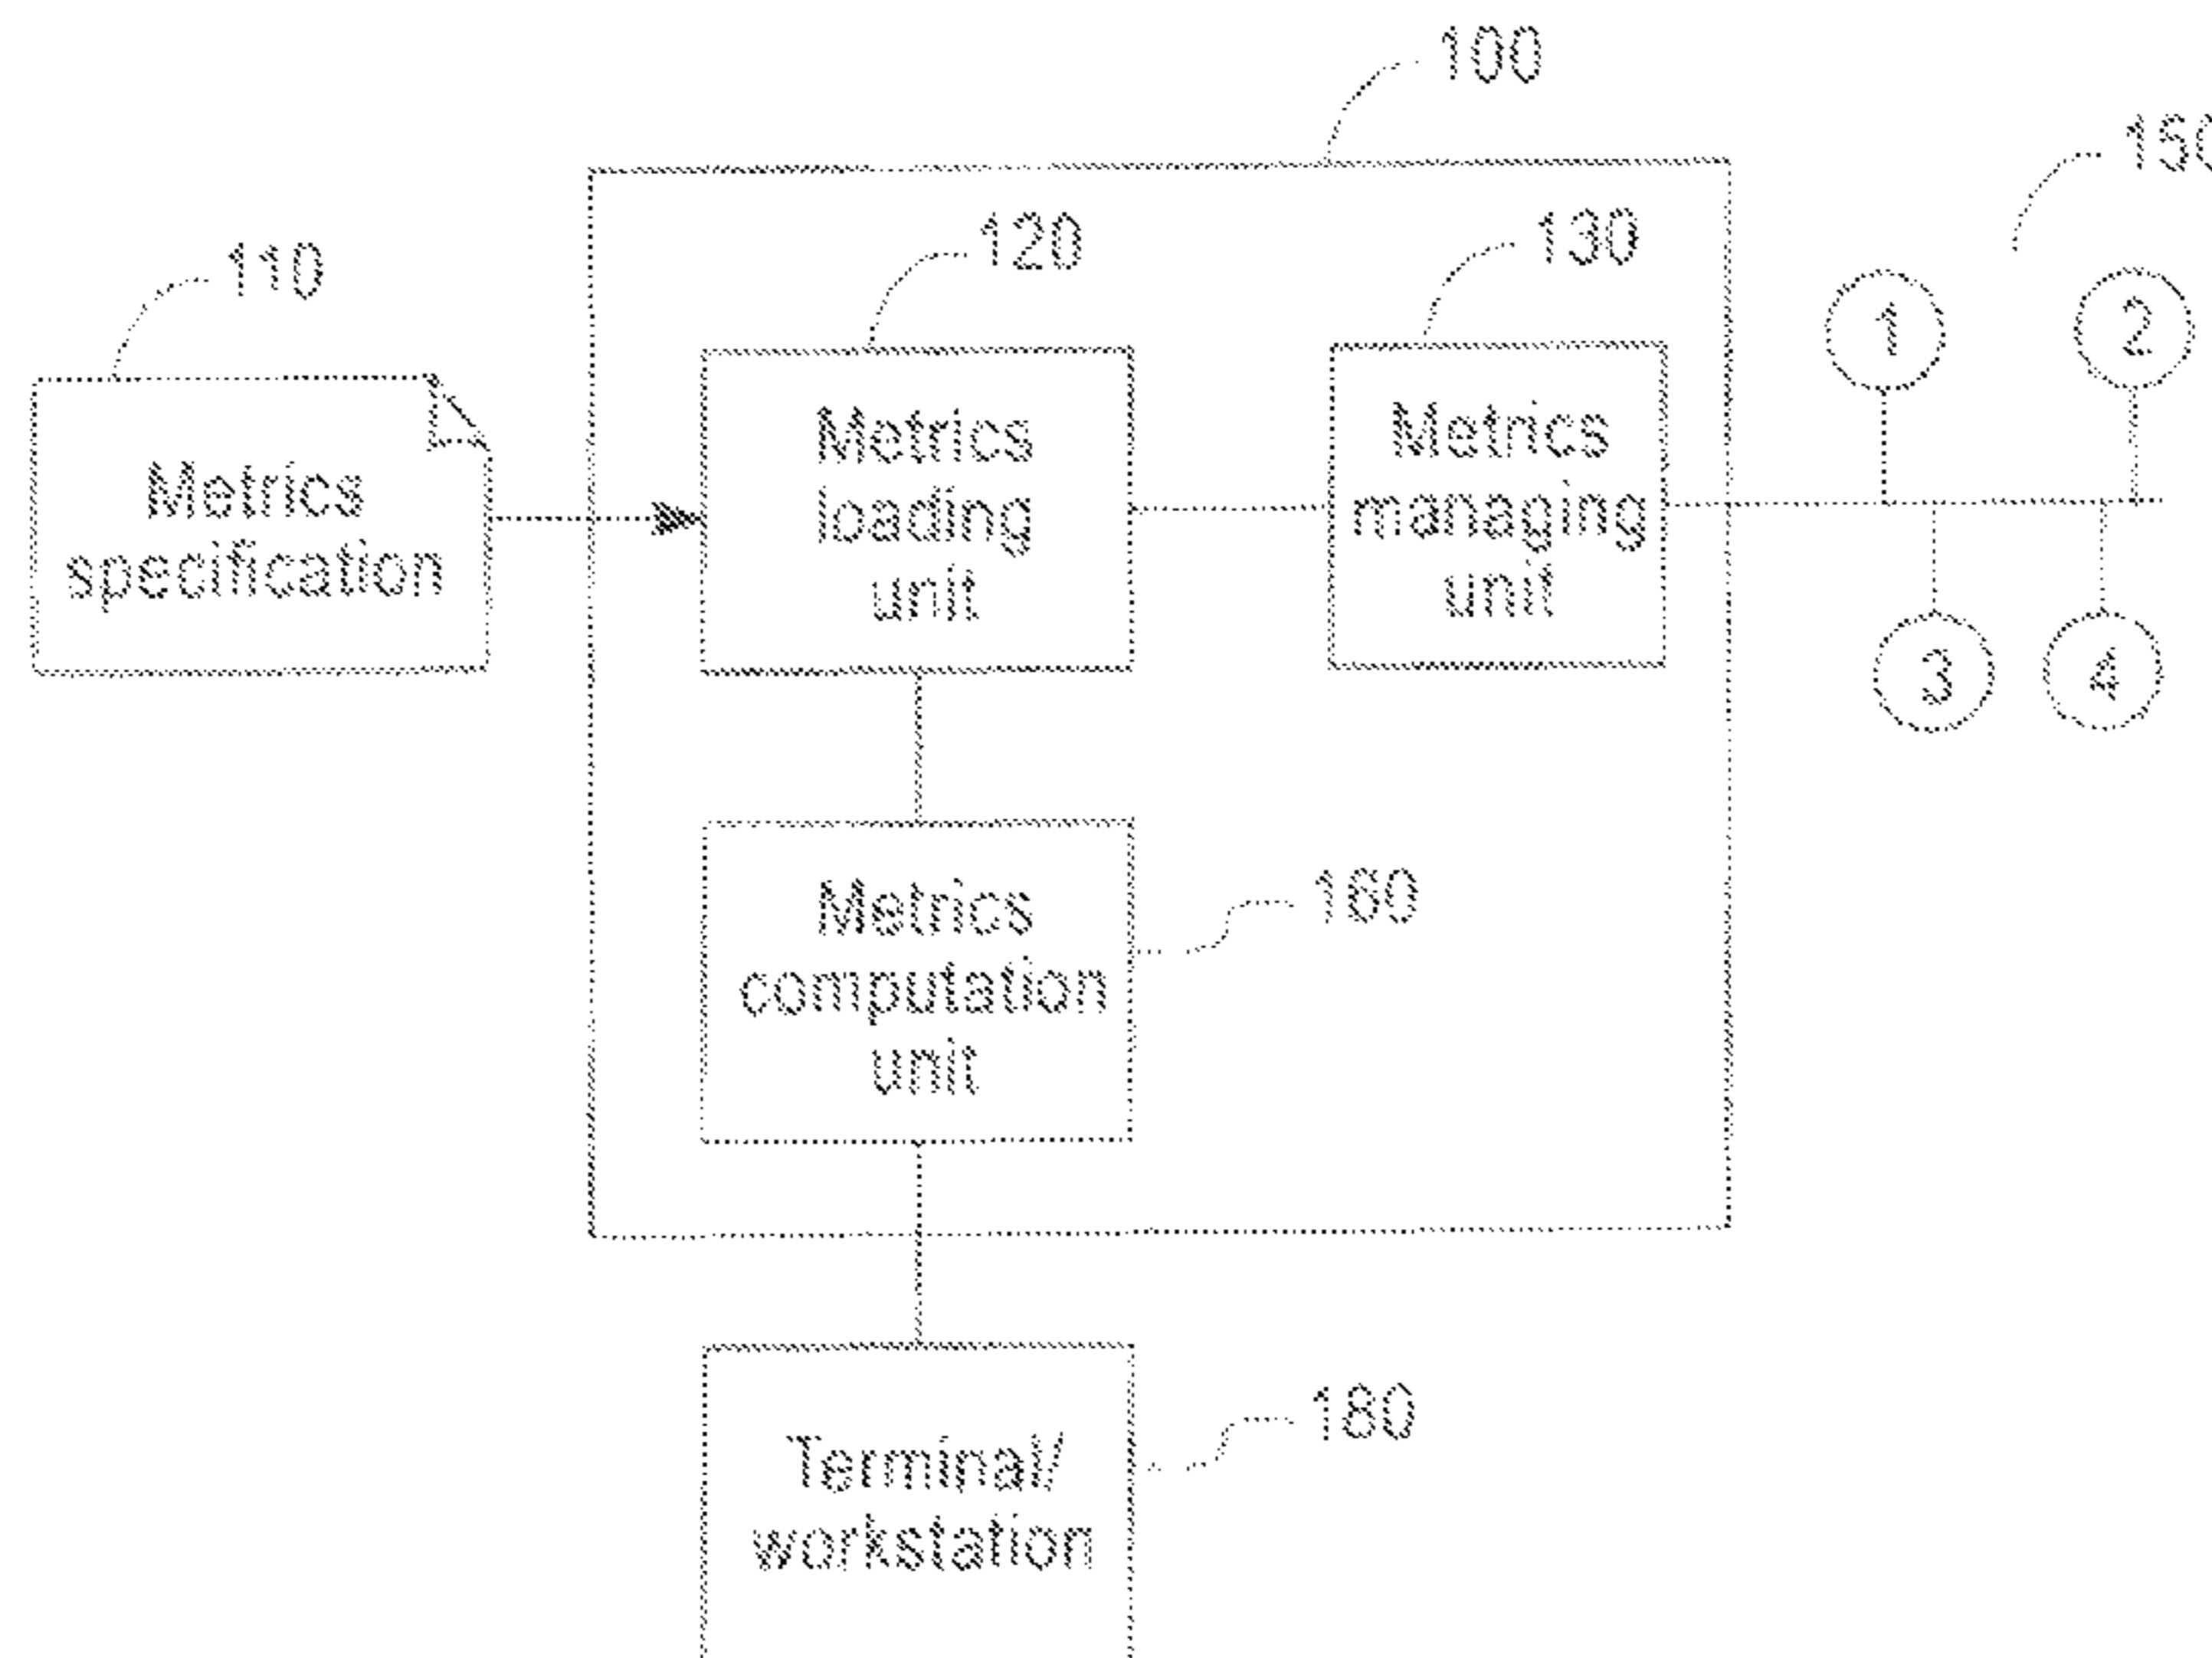 100
150
120
130
110
1
2
Metrics
loading
unit
Metrics
managing
unit
Metrics
specification
3
4
Metrics
computation
unit
160
Terminal/
workstation
180